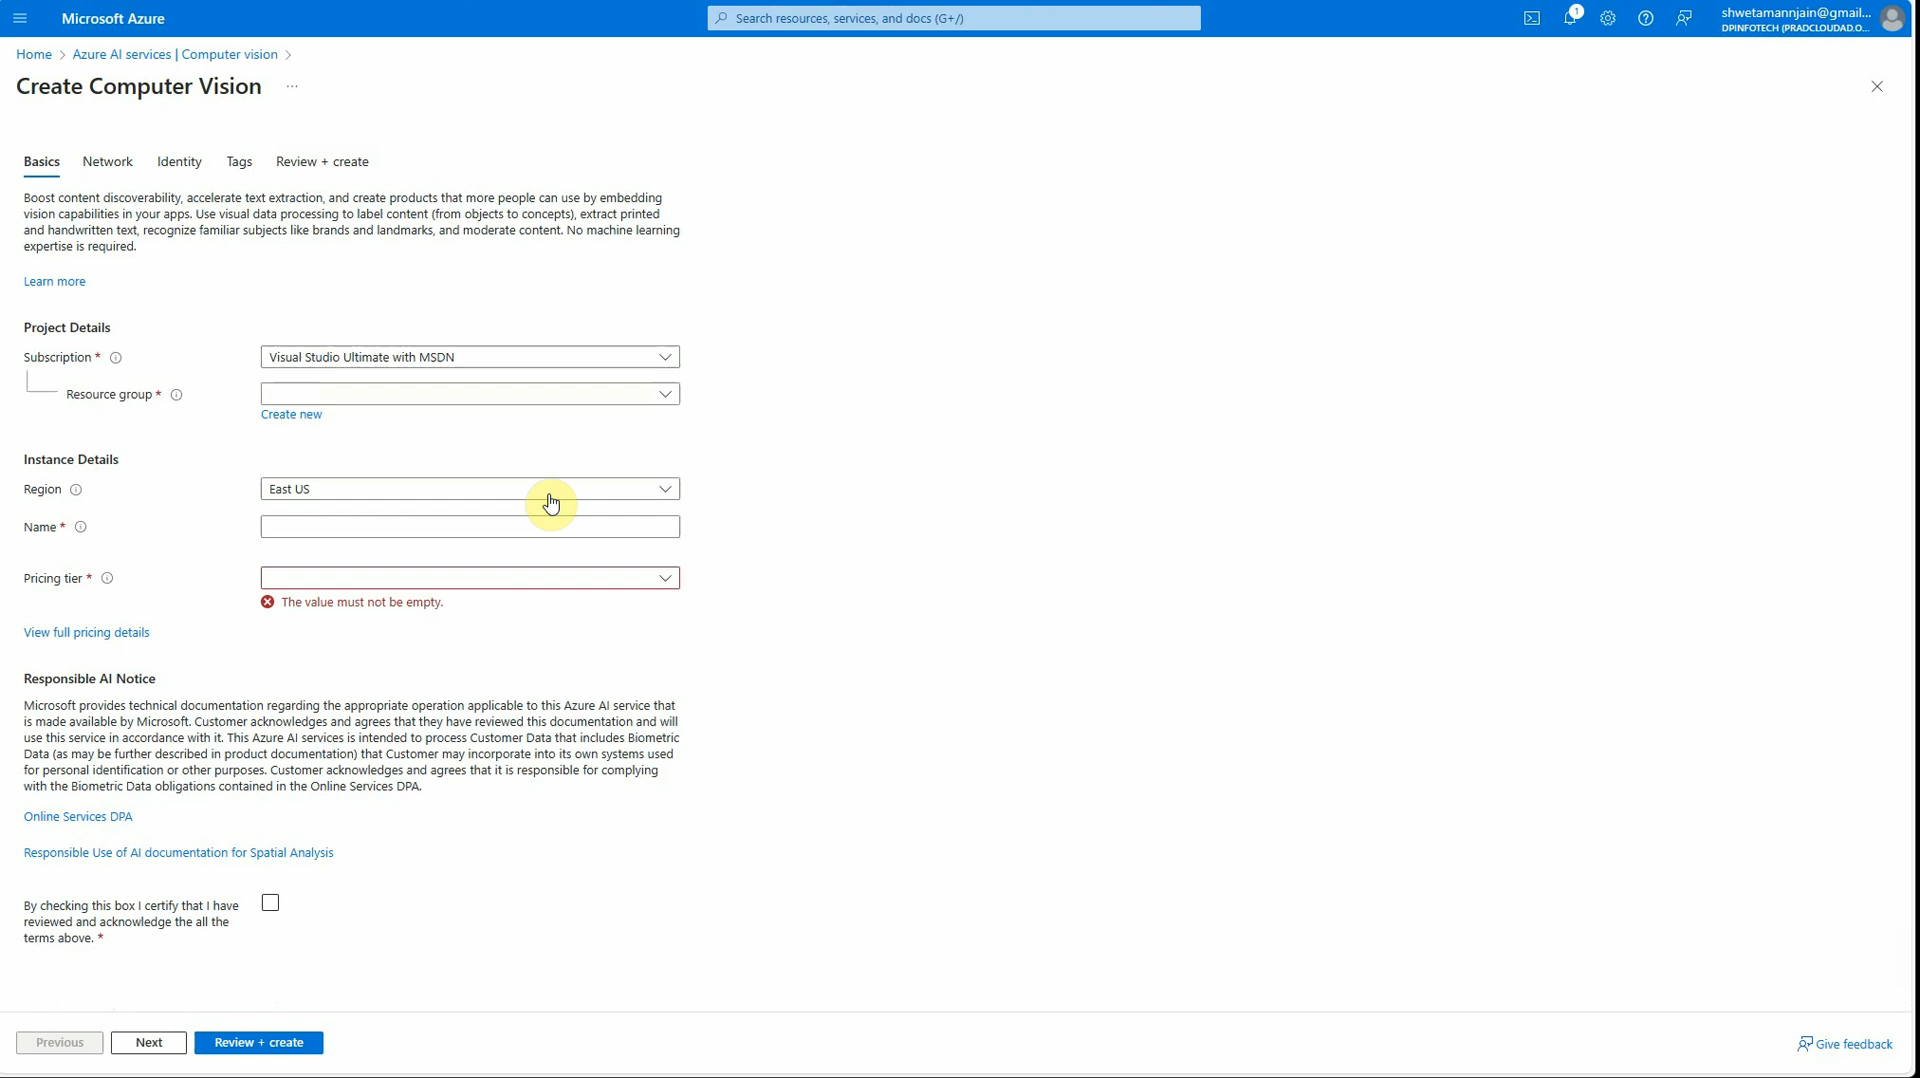 Microsoft Azure
Search resources, services, and docs (G+/)
1
shwetamannjain@gmail...
DPINFOTECH (PRADCLOUDAD.O...
Home > Azure AI services | Computer vision >
Create Computer Vision ...
Basics Network Identity Tags Review + create
Boost content discoverability, accelerate text extraction, and create products that more people can use by embedding
vision capabilities in your apps. Use visual data processing to label content (from objects to concepts), extract printed
and handwritten text, recognize familiar subjects like brands and landmarks, and moderate content. No machine learning
expertise is required.
Learn more
Project Details
Subscription * Visual Studio Ultimate with MSDN
Resource group *
Create new
Instance Details
Region East US
Name *
Pricing tier *
The value must not be empty.
View full pricing details
Responsible AI Notice
Microsoft provides technical documentation regarding the appropriate operation applicable to this Azure AI service that
is made available by Microsoft. Customer acknowledges and agrees that they have reviewed this documentation and will
use this service in accordance with it. This Azure AI services is intended to process Customer Data that includes Biometric
Data (as may be further described in product documentation) that Customer may incorporate into its own systems used
for personal identification or other purposes. Customer acknowledges and agrees that it is responsible for complying
with the Biometric Data obligations contained in the Online Services DPA.
Online Services DPA
Responsible Use of AI documentation for Spatial Analysis
By checking this box I certify that I have
reviewed and acknowledge the all the
terms above. *
Previous Next Review + create
Give feedback